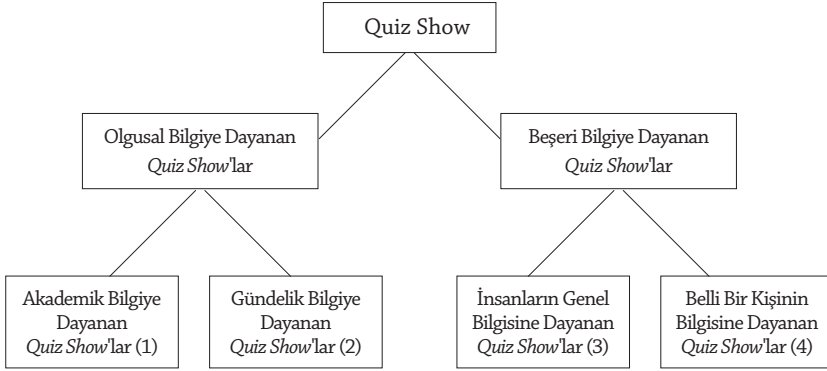 Quiz Show
Olgusal Bilgiye Dayanan
Quiz Show'lar
Beşeri Bilgiye Dayanan
Quiz Show'lar
Akademik Bilgiye
Dayanan
Quiz Show'lar (1)
Gündelik Bilgiye
Dayanan
Quiz Show'lar (2)
İnsanların Genel
Bilgisine Dayanan
Quiz Show'lar (3)
Belli Bir Kişinin
Bilgisine Dayanan
Quiz Show'lar (4)